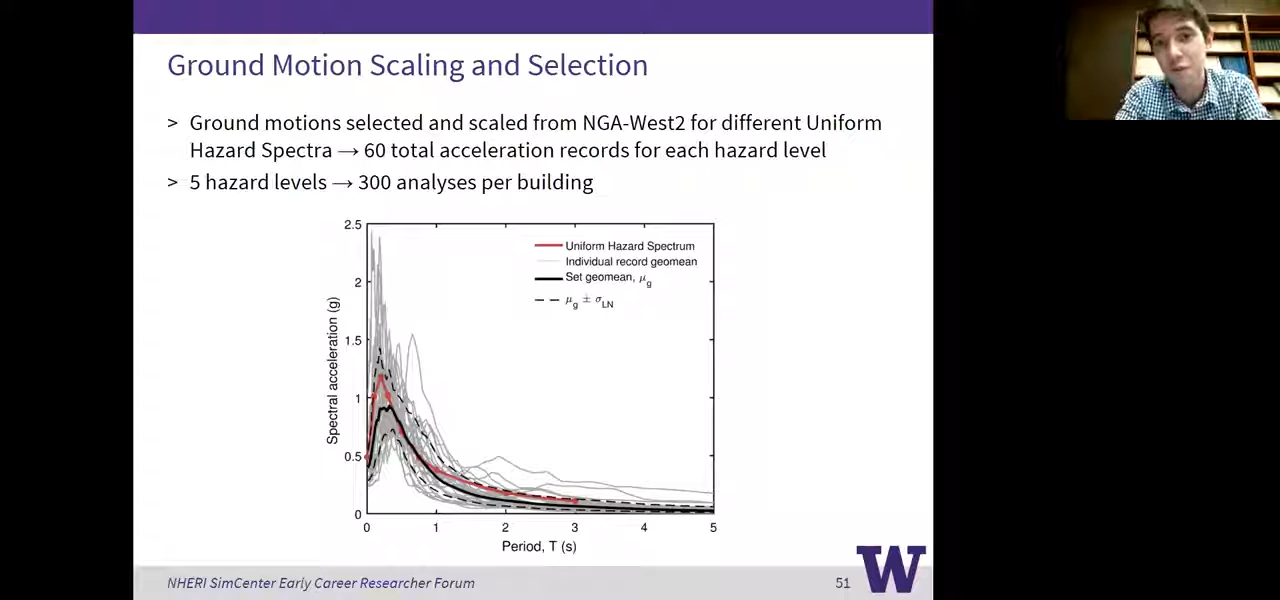 Ground Motion Scaling and Selection
> Ground motions selected and scaled from NGA-West2 for different Uniform
Hazard Spectra → 60 total acceleration records for each hazard level
> 5 hazard levels → 300 analyses per building
2.5
2
1.5
1
0.5
0
Spectral acceleration (g)
Uniform Hazard Spectrum
Individual record geomean
Set geomean, μg
μg ± σLN
0 1 2 3 4 5
Period, T (s)
NHERI SimCenter Early Career Researcher Forum
51
W